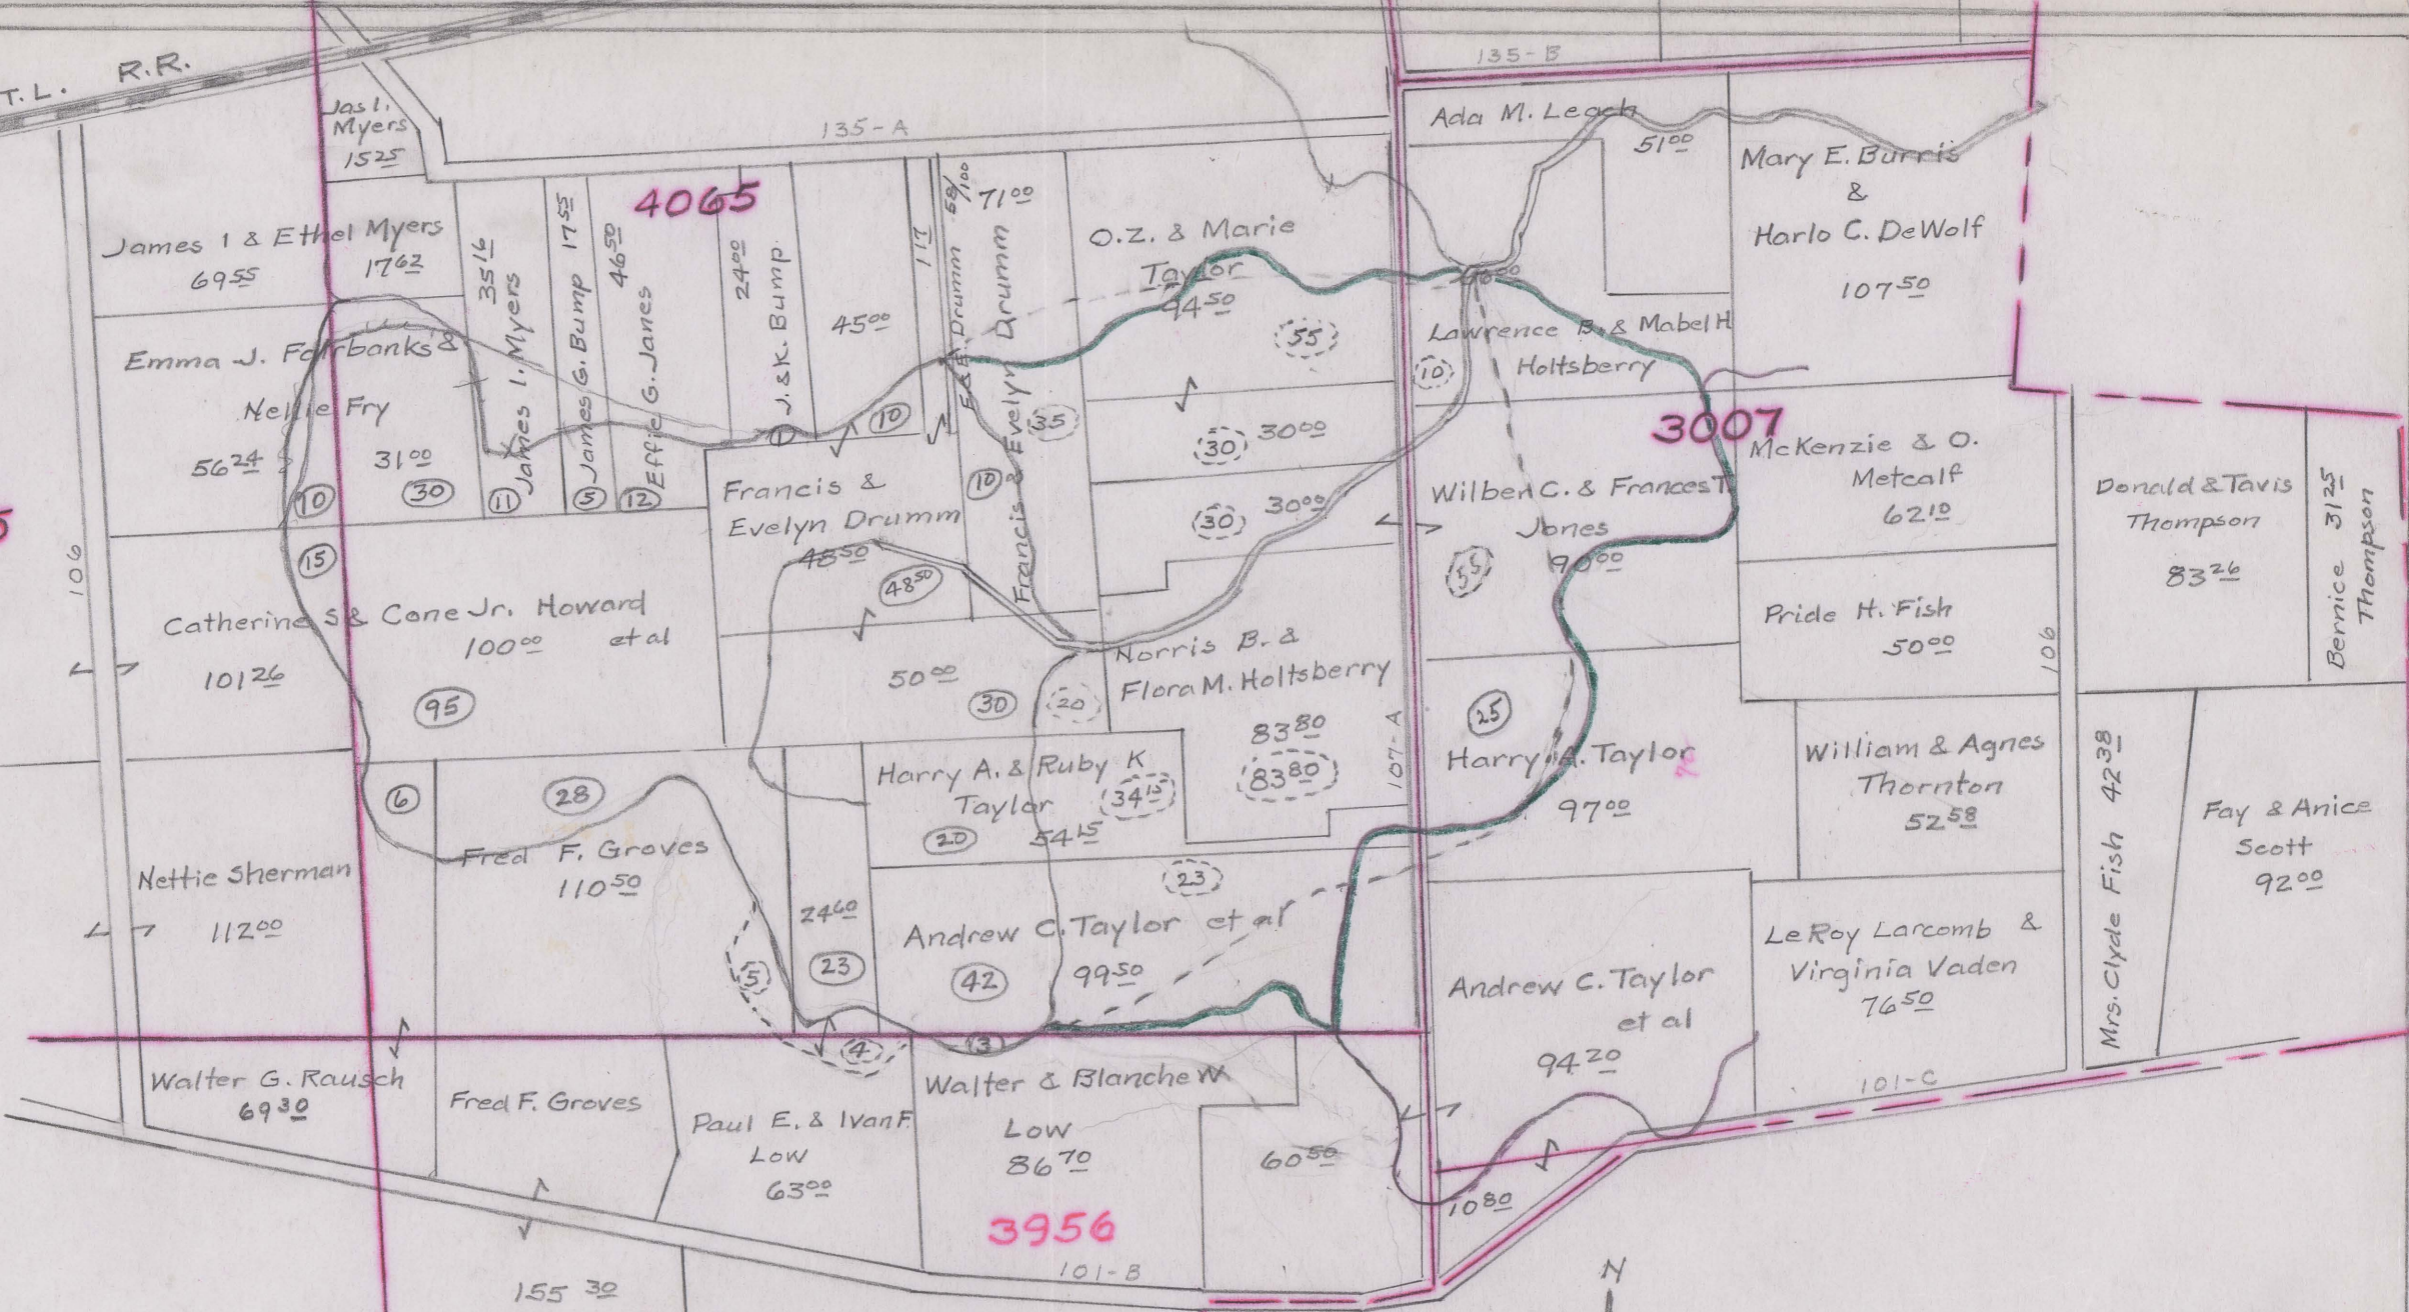 T.L. R.R.
135-B
Jas I.
Myers
15 25
135-A
Ada M. Leach
51 00
Mary E. Burris
&
Harlo C. DeWolf
107 50
4065
James I & Ethel Myers
69 55
17 62
35 16
James I. Myers
11
James G. Bump 17 55
5
46 50
Effie G. Janes
12
24 00
J. & K. Bump
1
45 00
10
1 17
F. & E. Drumm 58/100
71 00
Francis & Evelyn Drumm
35
10
O.Z. & Marie
Taylor
94 50
55
30 00
30
30 00
30
Lawrence B. & Mabel H
Holtsberry
10
3007
Emma J. Fairbanks &
Nellie Fry
56 24
31 00
10
30
15
Francis &
Evelyn Drumm
48 50
48 50
Wilber C. & Frances T
Jones
90 00
55
McKenzie & O.
Metcalf
62 10
Donald & Tavis
Thompson
83 26
Bernice 31 25
Thompson
106
Catherine S & Cone Jr. Howard
100 00 et al
101 26
95
50 00
30
20
Norris B. &
Flora M. Holtsberry
83 80
83 80
107-A
Pride H. Fish
50 00
106
25
Harry A. Taylor
97 00
William & Agnes
Thornton
52 58
Mrs. Clyde Fish 42 38
Fay & Anice
Scott
92 00
6
28
Fred F. Groves
110 50
Harry A. & Ruby K
Taylor
34 15
20
54 15
Nettie Sherman
112 00
24 60
23
5
4
23
Andrew C. Taylor et al
99 50
42
3
Andrew C. Taylor
et al
94 20
LeRoy Larcomb &
Virginia Vaden
76 50
101-C
Walter G. Rausch
69 30
Fred F. Groves
Paul E. & Ivan F.
Low
63 00
Walter & Blanche W
Low
86 70
60 50
10 80
3956
101-B
155 30
N